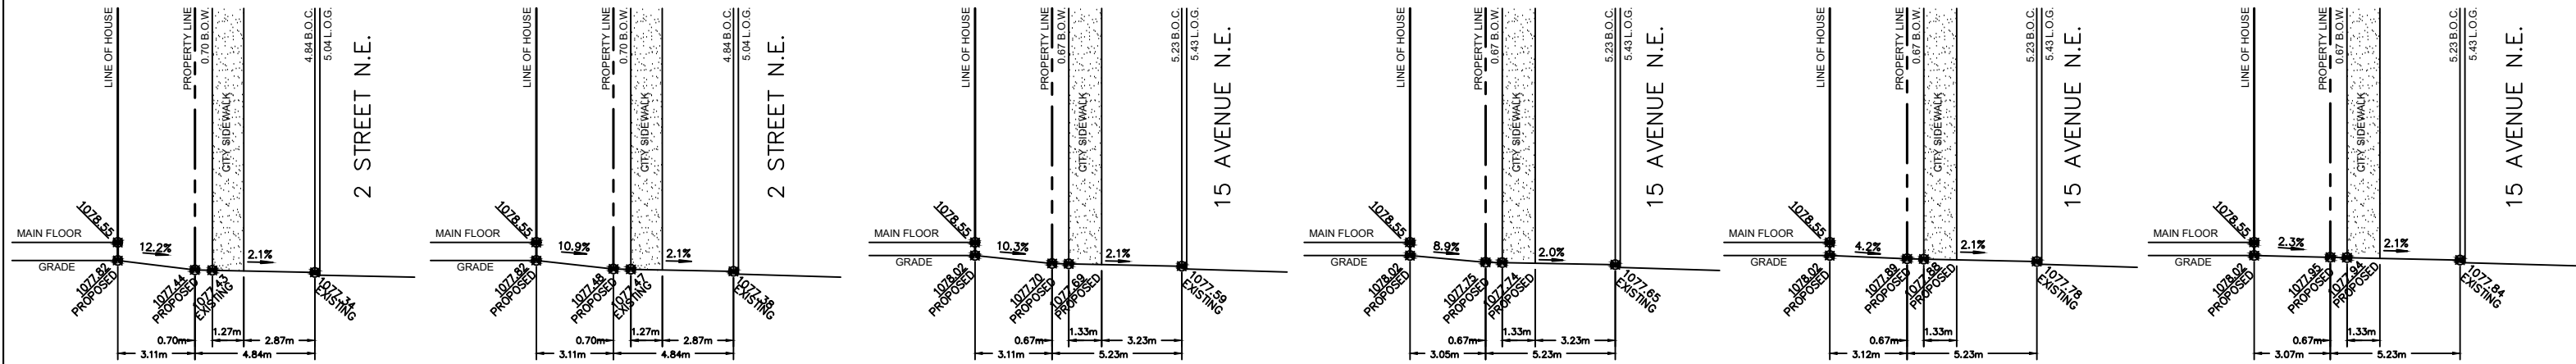 LINE OF HOUSE
PROPERTY LINE
0.70 B.O.W.
CITY SIDEWALK
4.84 B.O.C.
5.04 L.O.G.
2 STREET N.E.
1078.55
MAIN FLOOR
12.2%
2.1%
GRADE
1077.82
PROPOSED
1077.44
PROPOSED
1077.43
EXISTING
1077.34
EXISTING
1.27m
0.70m
2.87m
3.11m
4.84m
LINE OF HOUSE
PROPERTY LINE
0.70 B.O.W.
CITY SIDEWALK
4.84 B.O.C.
5.04 L.O.G.
2 STREET N.E.
1078.55
MAIN FLOOR
10.9%
2.1%
GRADE
1077.82
PROPOSED
1077.48
PROPOSED
1077.47
EXISTING
1077.38
EXISTING
1.27m
0.70m
2.87m
3.11m
4.84m
LINE OF HOUSE
PROPERTY LINE
0.67 B.O.W.
CITY SIDEWALK
5.23 B.O.C.
5.43 L.O.G.
15 AVENUE N.E.
1078.55
MAIN FLOOR
10.3%
2.1%
GRADE
1078.02
PROPOSED
1077.70
PROPOSED
1077.69
PROPOSED
1077.59
EXISTING
1.33m
0.67m
3.23m
3.11m
5.23m
LINE OF HOUSE
PROPERTY LINE
0.67 B.O.W.
CITY SIDEWALK
5.23 B.O.C.
5.43 L.O.G.
15 AVENUE N.E.
1078.55
MAIN FLOOR
8.9%
2.0%
GRADE
1078.02
PROPOSED
1077.75
PROPOSED
1077.74
PROPOSED
1077.65
EXISTING
1.33m
0.67m
3.23m
3.05m
5.23m
LINE OF HOUSE
PROPERTY LINE
0.67 B.O.W.
CITY SIDEWALK
5.23 B.O.C.
5.43 L.O.G.
15 AVENUE N.E.
1078.55
MAIN FLOOR
4.2%
2.1%
GRADE
1078.02
PROPOSED
1077.89
PROPOSED
1077.88
PROPOSED
1077.78
EXISTING
1.33m
0.67m
3.12m
5.23m
LINE OF HOUSE
PROPERTY LINE
0.67 B.O.W.
CITY SIDEWALK
5.23 B.O.C.
5.43 L.O.G.
15 AVENUE N.E.
1078.55
MAIN FLOOR
2.3%
2.1%
GRADE
1078.02
PROPOSED
1077.95
PROPOSED
1077.94
PROPOSED
1077.84
EXISTING
1.33m
0.67m
3.07m
5.23m